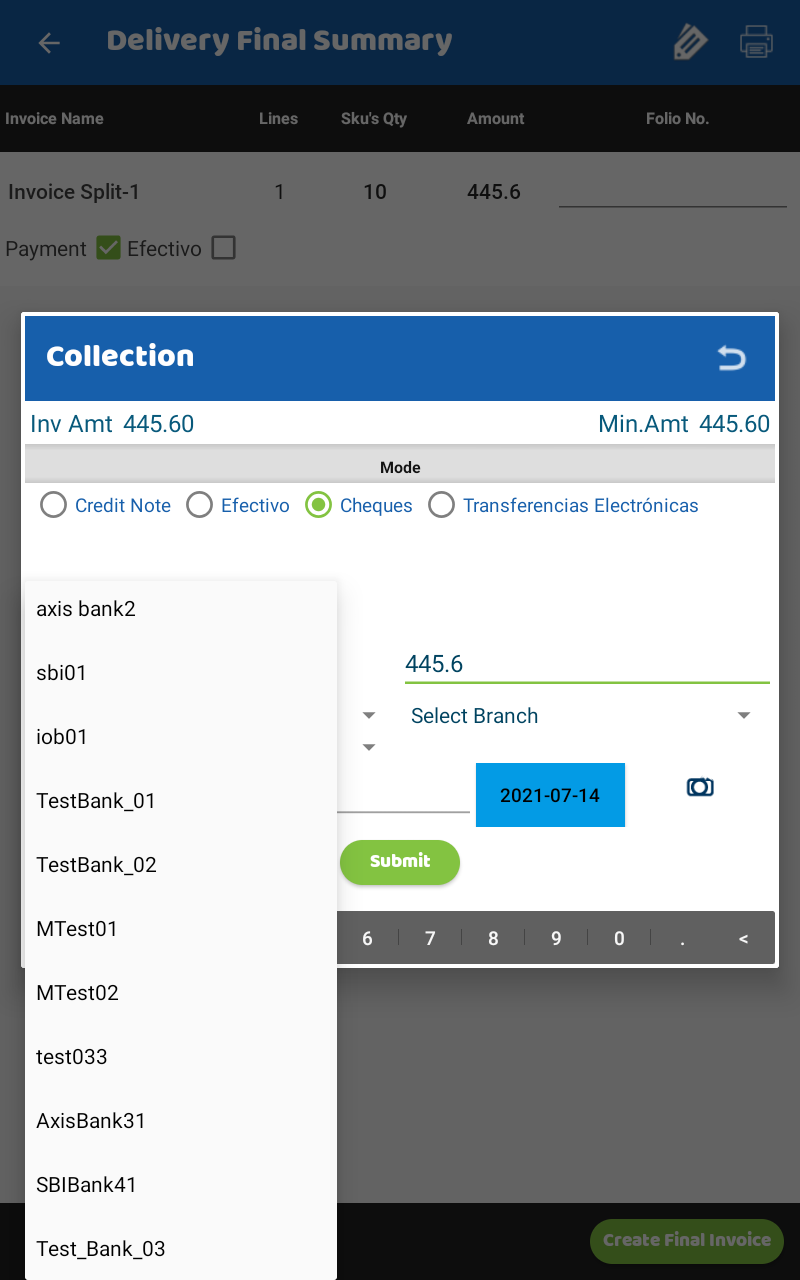 Delivery Final Summary
Invoice Name Lines Sku's Qty Amount Folio No.
Invoice Split-1 1 10 445.6
Payment Efectivo
Collection
Inv Amt 445.60 Min.Amt 445.60
Mode
Credit Note Efectivo Cheques Transferencias Electrónicas
axis bank2
sbi01
iob01
TestBank_01
TestBank_02
MTest01
MTest02
test033
AxisBank31
SBIBank41
Test_Bank_03
445.6
Select Branch
2021-07-14
Submit
6 7 8 9 0 . <
Create Final Invoice